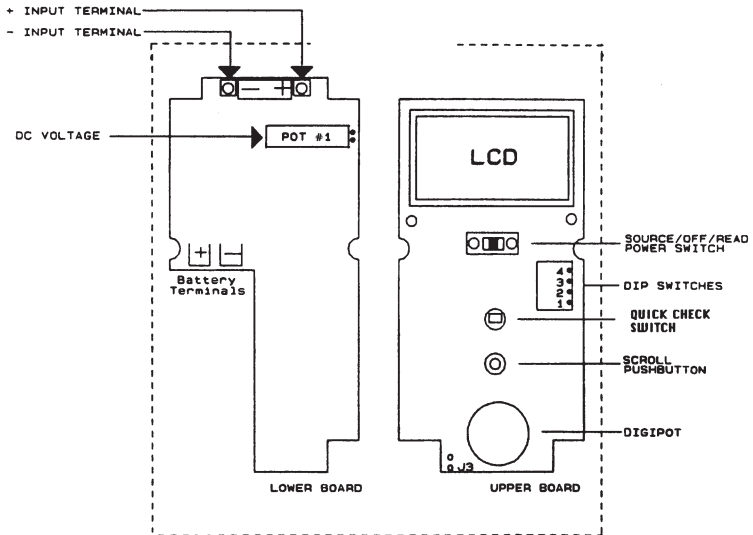 + INPUT TERMINAL
- INPUT TERMINAL
- +
DC VOLTAGE
POT #1
LCD
SOURCE/OFF/READ
POWER SWITCH
+ -
Battery
Terminals
4
3
2
1
DIP SWITCHES
QUICK CHECK
SWITCH
SCROLL
PUSHBUTTON
DIGIPOT
J3
LOWER BOARD
UPPER BOARD